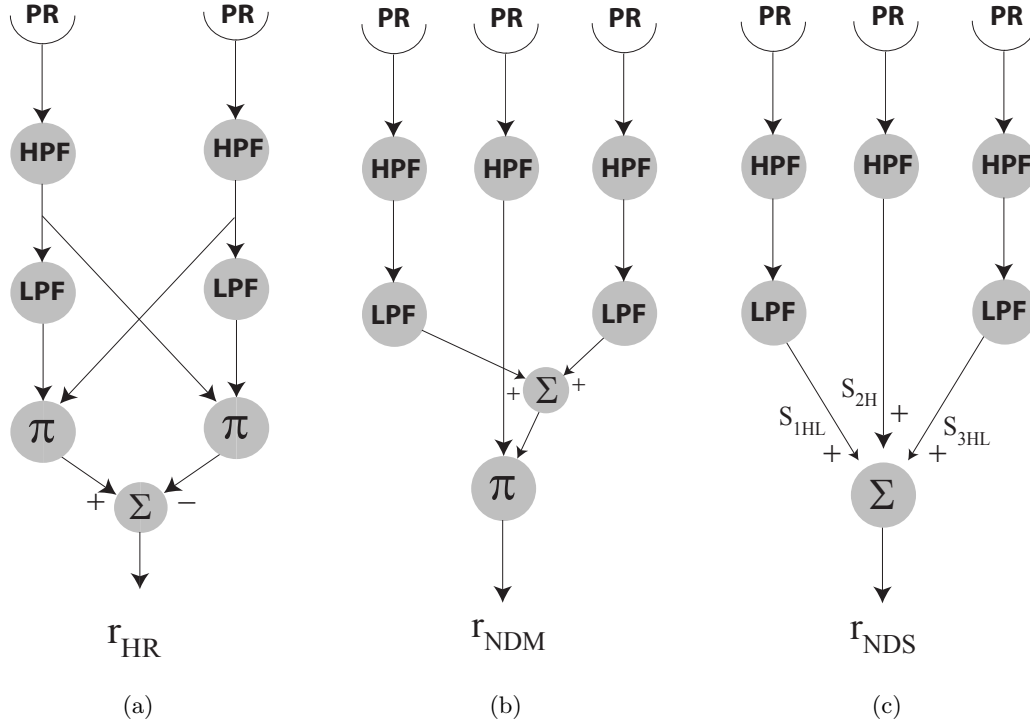 PR PR PR PR PR PR PR PR
HPF HPF HPF HPF HPF HPF HPF HPF
LPF LPF LPF LPF LPF LPF
+ Σ +
S2H +
S1HL S3HL
π π + +
π Σ
+ Σ −
rHR rNDM rNDS
(a) (b) (c)